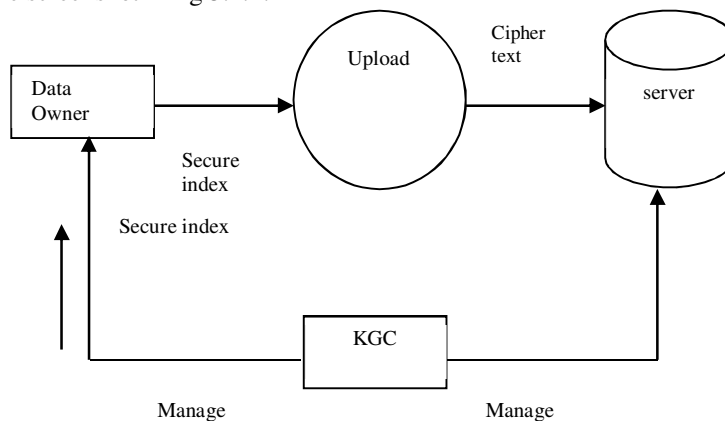 Cipher
text
Upload
Data
Owner
server
Secure
index
Secure index
KGC
Manage
Manage